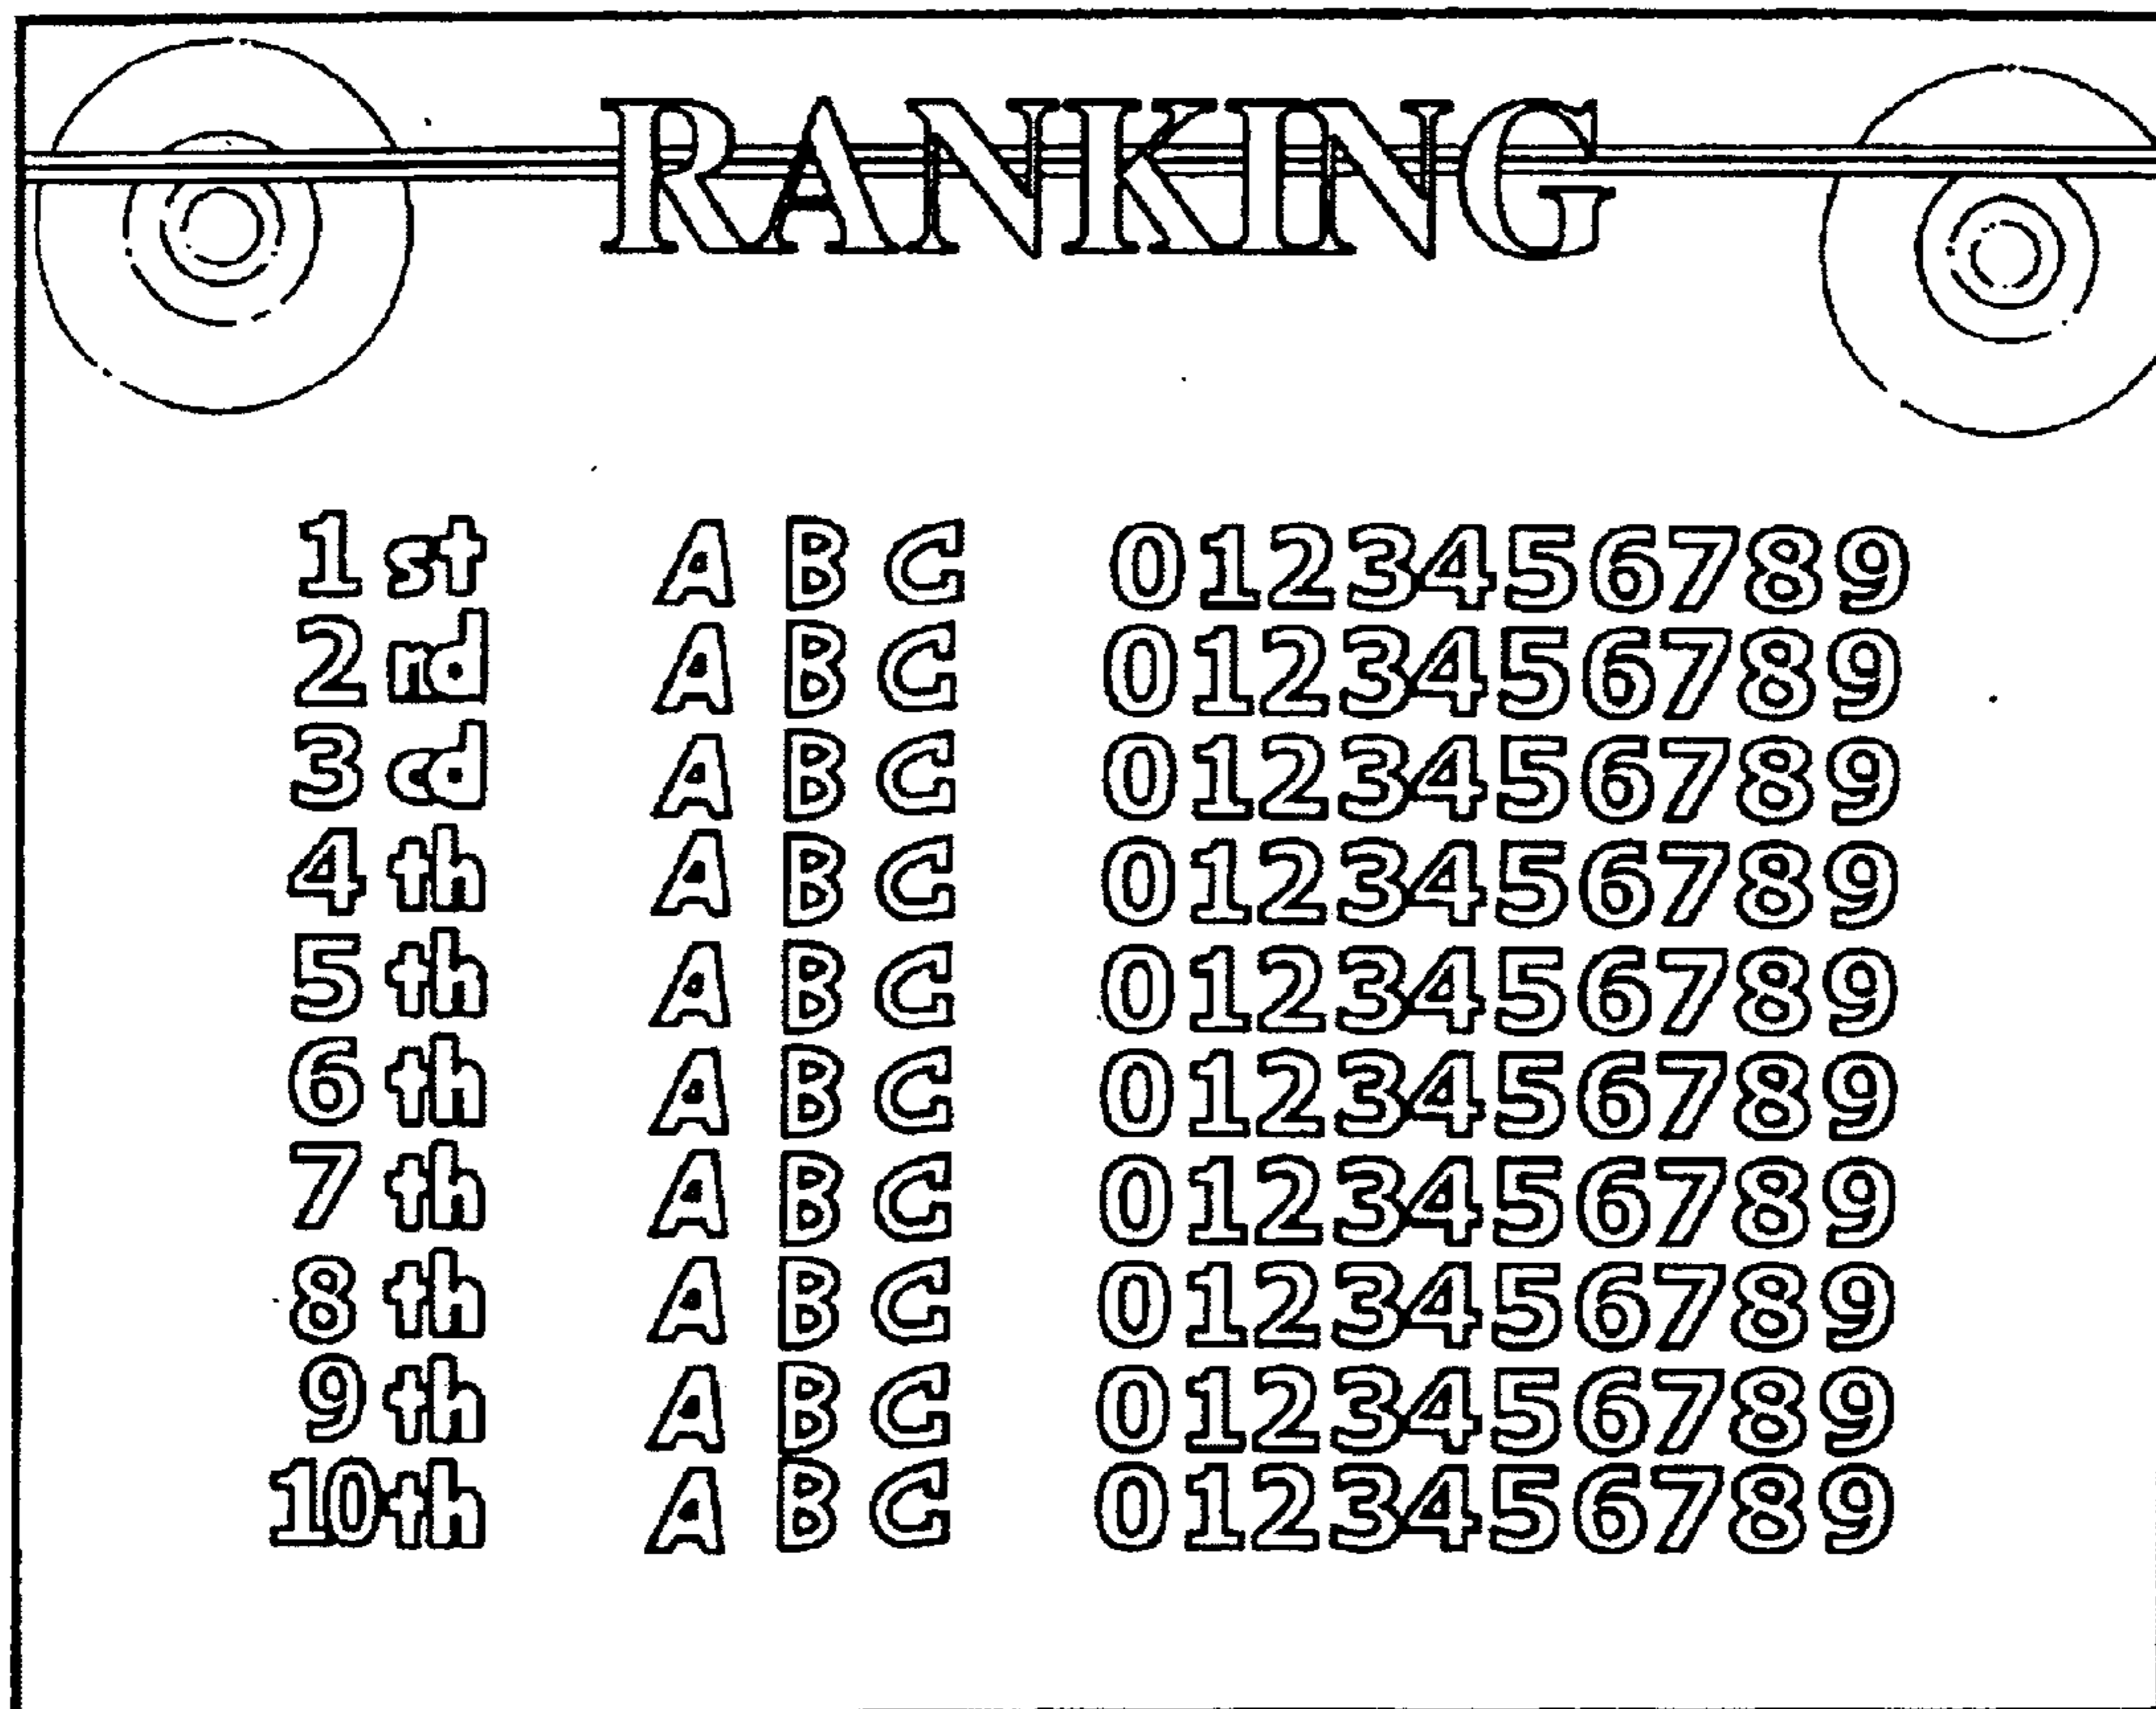 RANKING
1st A B C 0123456789
2nd A B C 0123456789
3cd A B C 0123456789
4th A B C 0123456789
5th A B C 0123456789
6th A B C 0123456789
7th A B C 0123456789
8th A B C 0123456789
9th A B C 0123456789
10th A B C 0123456789